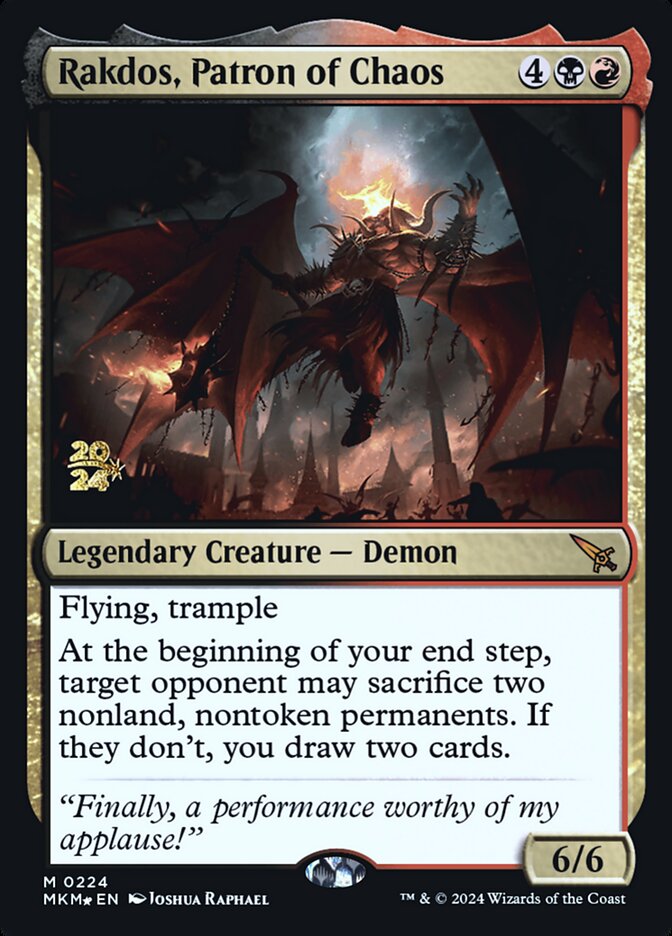 Rakdos, Patron of Chaos 4
20
24
Legendary Creature — Demon
Flying, trample
At the beginning of your end step,
target opponent may sacrifice two
nonland, nontoken permanents. If
they don't, you draw two cards.
“Finally, a performance worthy of my
applause!”
6/6
M 0224
MKM★EN Joshua Raphael ™ & © 2024 Wizards of the Coast